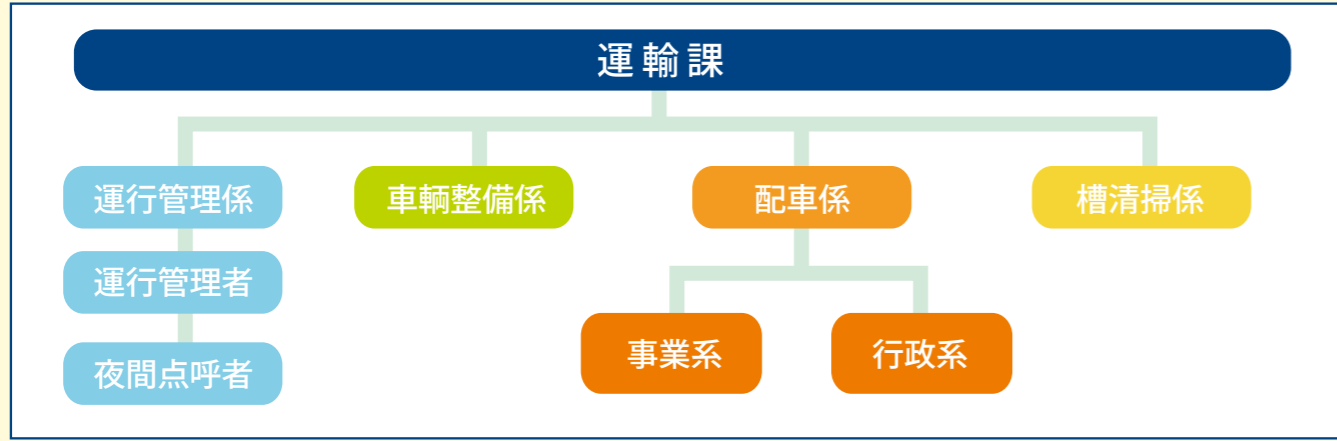 運輸課
運行管理係
車輌整備係
配車係
槽清掃係
運行管理者
夜間点呼者
事業系
行政系